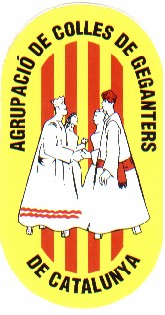 AGRUPACIÓ DE COLLES DE GEGANTERS
DE CATALUNYA